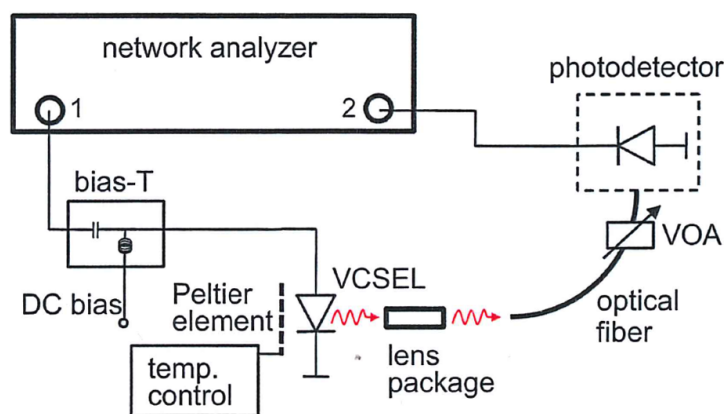 network analyzer
1
2
photodetector
bias-T
VOA
DC bias
Peltier
element
VCSEL
optical
fiber
lens
package
temp.
control